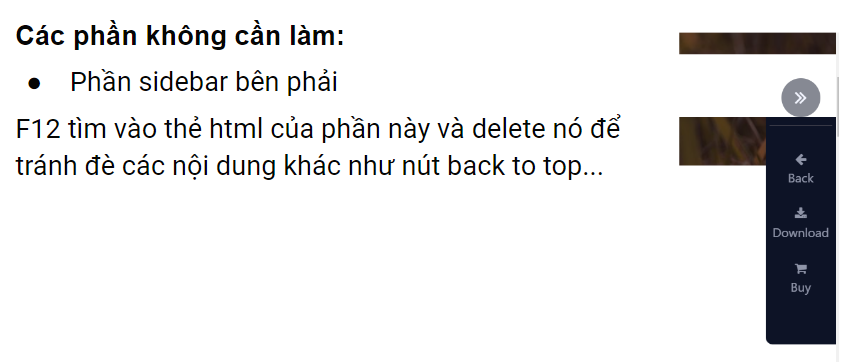 Các phần không cần làm:
● Phần sidebar bên phải
F12 tìm vào thẻ html của phần này và delete nó để
tránh đè các nội dung khác như nút back to top...
Back
Download
Buy